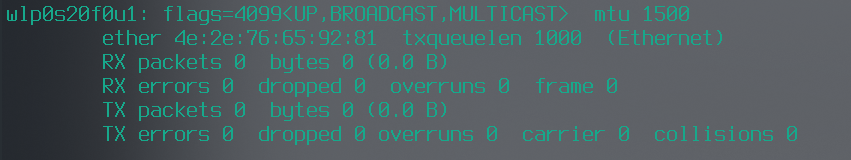 wlp0s20f0u1: flags=4099<UP,BROADCAST,MULTICAST>  mtu 1500
        ether 4e:2e:76:65:92:81  txqueuelen 1000  (Ethernet)
        RX packets 0  bytes 0 (0.0 B)
        RX errors 0  dropped 0  overruns 0  frame 0
        TX packets 0  bytes 0 (0.0 B)
        TX errors 0  dropped 0 overruns 0  carrier 0  collisions 0